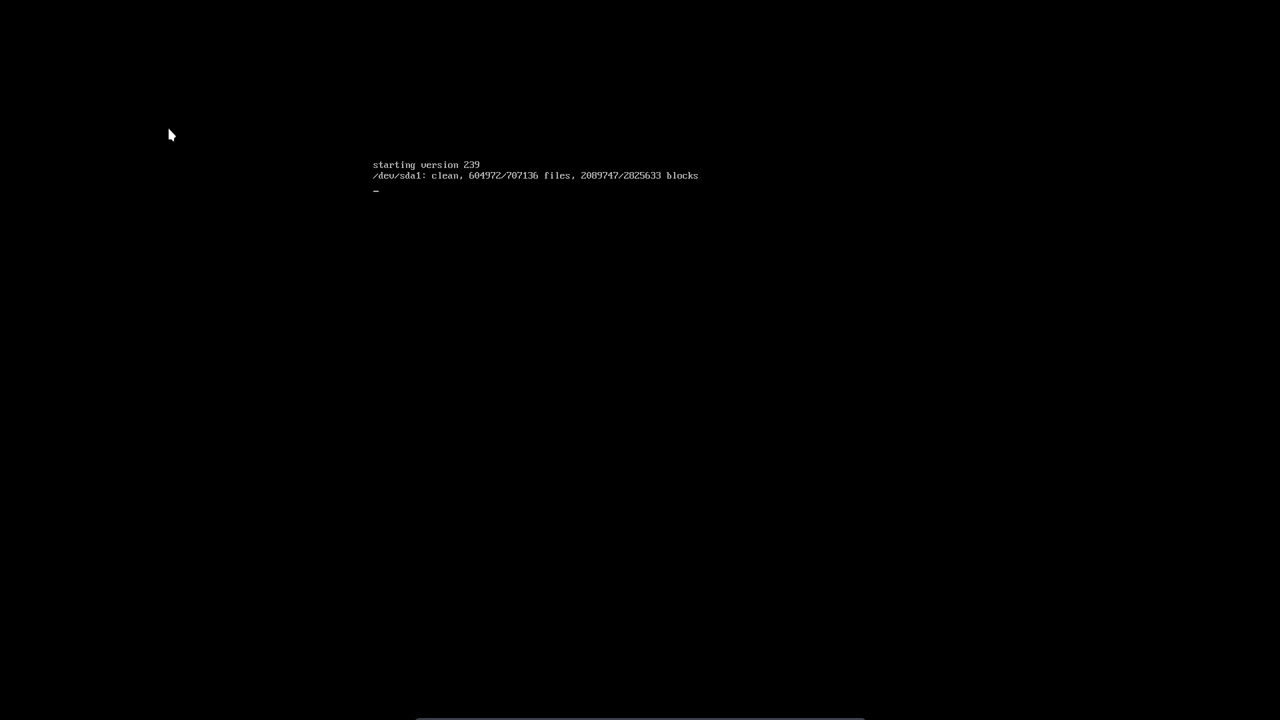 starting version 239
/dev/sda1: clean, 604972/707136 files, 2089747/2825633 blocks
_